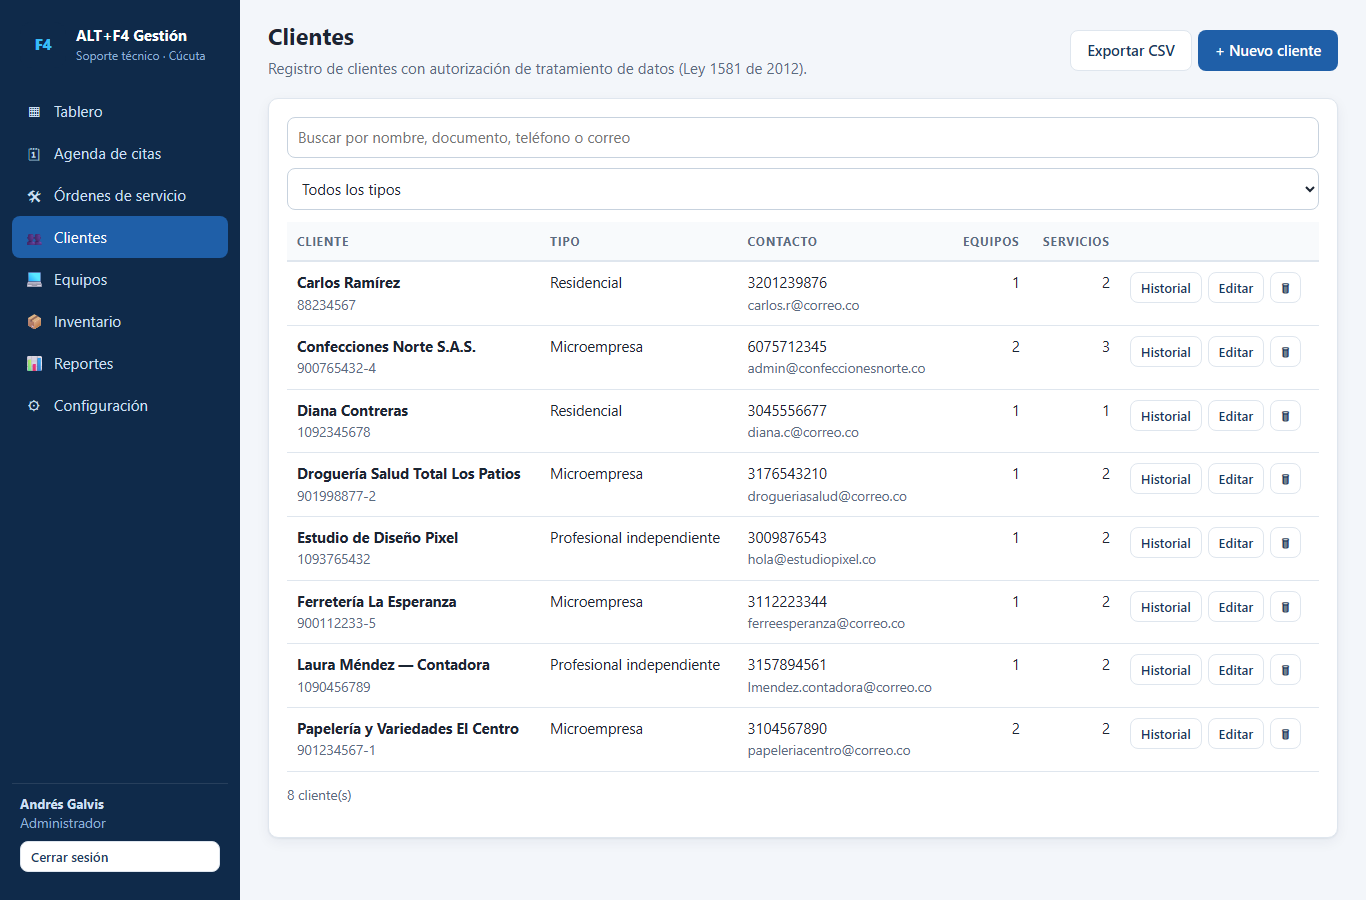 F4
ALT+F4 Gestión
Soporte técnico · Cúcuta
Tablero
Agenda de citas
Órdenes de servicio
Clientes
Equipos
Inventario
Reportes
Configuración
Andrés Galvis
Administrador
Cerrar sesión
Clientes
Registro de clientes con autorización de tratamiento de datos (Ley 1581 de 2012).
Exportar CSV
+ Nuevo cliente
Buscar por nombre, documento, teléfono o correo
Todos los tipos
CLIENTE TIPO CONTACTO EQUIPOS SERVICIOS
Carlos Ramírez Residencial 3201239876 1 2 Historial Editar
88234567 carlos.r@correo.co
Confecciones Norte S.A.S. Microempresa 6075712345 2 3 Historial Editar
900765432-4 admin@confeccionesnorte.co
Diana Contreras Residencial 3045556677 1 1 Historial Editar
1092345678 diana.c@correo.co
Droguería Salud Total Los Patios Microempresa 3176543210 1 2 Historial Editar
901998877-2 drogueriasalud@correo.co
Estudio de Diseño Pixel Profesional independiente 3009876543 1 2 Historial Editar
1093765432 hola@estudiopixel.co
Ferretería La Esperanza Microempresa 3112223344 1 2 Historial Editar
900112233-5 ferreesperanza@correo.co
Laura Méndez — Contadora Profesional independiente 3157894561 1 2 Historial Editar
1090456789 lmendez.contadora@correo.co
Papelería y Variedades El Centro Microempresa 3104567890 2 2 Historial Editar
901234567-1 papeleriacentro@correo.co
8 cliente(s)